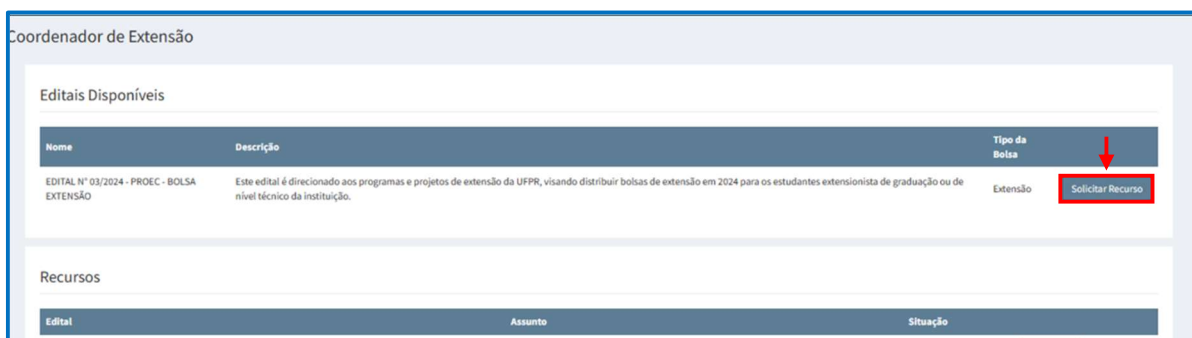 Coordenador de Extensão
Editais Disponíveis
Nome Descrição Tipo da Bolsa
EDITAL N° 03/2024 - PROEC - BOLSA EXTENSÃO
Este edital é direcionado aos programas e projetos de extensão da UFPR, visando distribuir bolsas de extensão em 2024 para os estudantes extensionista de graduação ou de
nível técnico da instituição.
Extensão
Solicitar Recurso
Recursos
Edital Assunto Situação